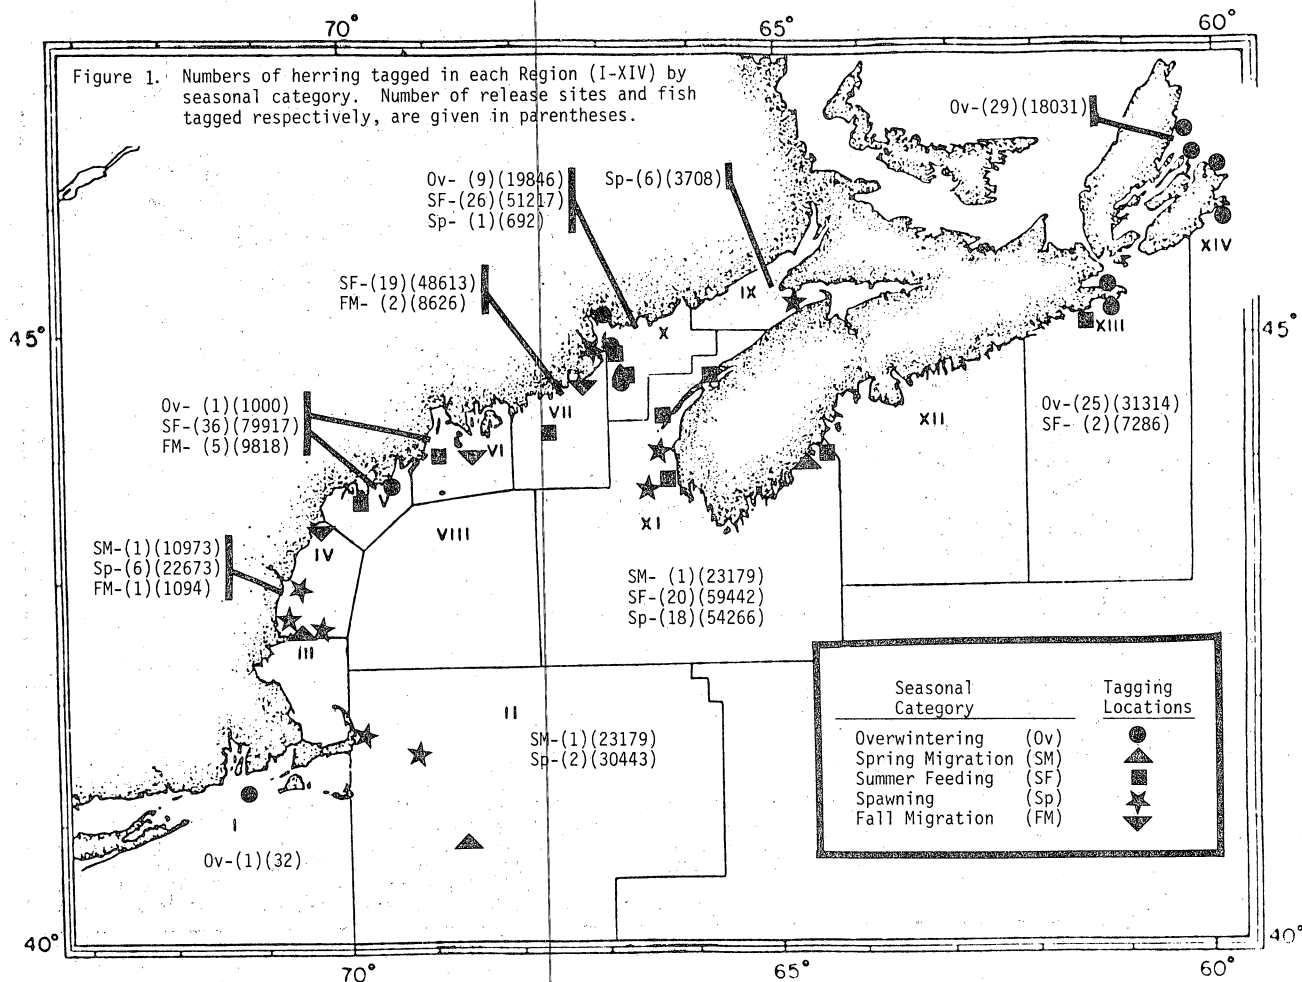 70°
65°
60°
Figure 1. Numbers of herring tagged in each Region (I-XIV) by
seasonal category. Number of release sites and fish
tagged respectively, are given in parentheses.
Ov-(29)(18031)
Ov- (9)(19846)
SF-(26)(51217)
Sp- (1)(692)
Sp-(6)(3708)
XIV
SF-(19)(48613)
FM- (2)(8626)
IX
X
XIII
45°
45°
Ov- (1)(1000)
SF-(36)(79917)
FM- (5)(9818)
VII
VI
V
XII
Ov-(25)(31314)
SF- (2)(7286)
XI
VIII
IV
SM-(1)(10973)
Sp-(6)(22673)
FM-(1)(1094)
SM- (1)(23179)
SF-(20)(59442)
Sp-(18)(54266)
III
II
SM-(1)(23179)
Sp-(2)(30443)
I
Ov-(1)(32)
Seasonal Category
Tagging Locations
Overwintering (Ov)
Spring Migration (SM)
Summer Feeding (SF)
Spawning (Sp)
Fall Migration (FM)
40°
40°
70°
65°
60°